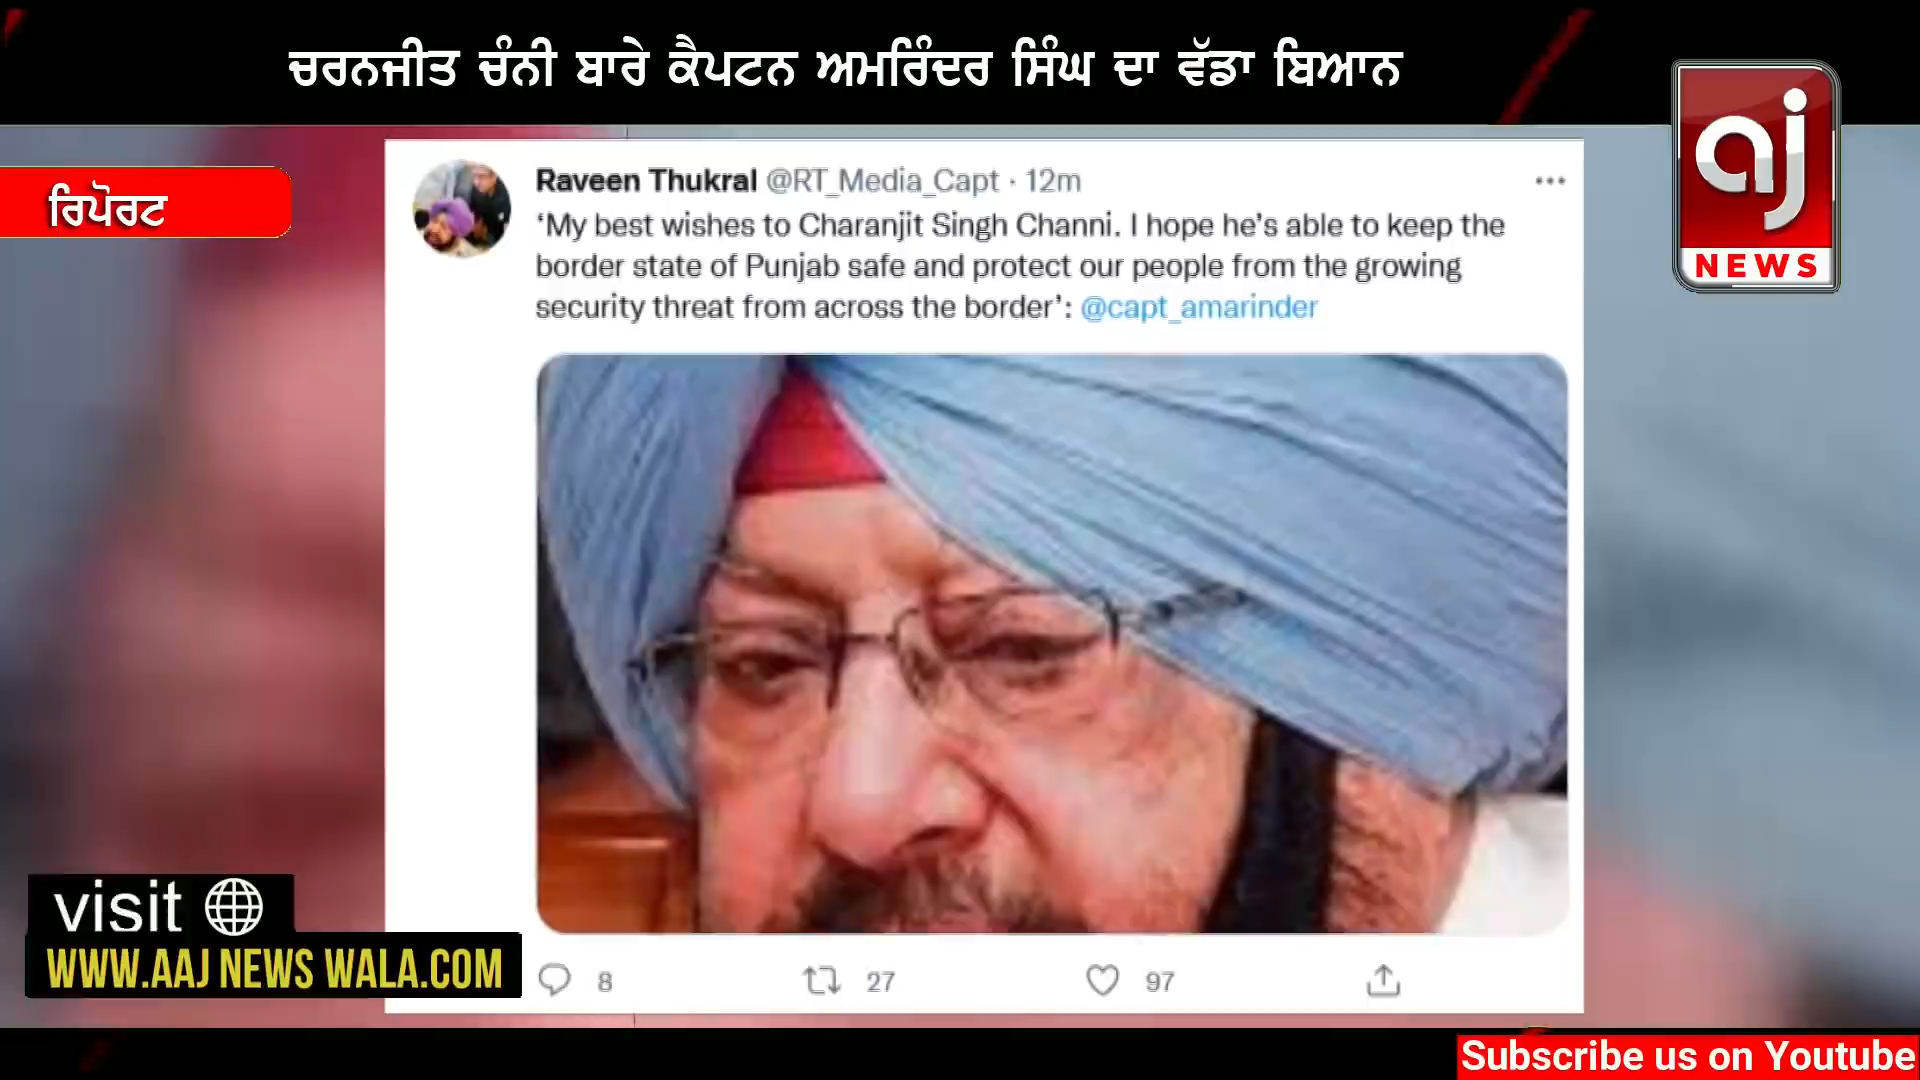 ਚਰਨਜੀਤ ਚੰਨੀ ਬਾਰੇ ਕੈਪਟਨ ਅਮਰਿੰਦਰ ਸਿੰਘ ਦਾ ਵੱਡਾ ਬਿਆਨ
aj
NEWS
ਰਿਪੋਰਟ
Raveen Thukral @RT_Media_Capt · 12m
‘My best wishes to Charanjit Singh Channi. I hope he's able to keep the
border state of Punjab safe and protect our people from the growing
security threat from across the border’: @capt_amarinder
8 27 97
visit
WWW.AAJ NEWS WALA.COM
Subscribe us on Youtube